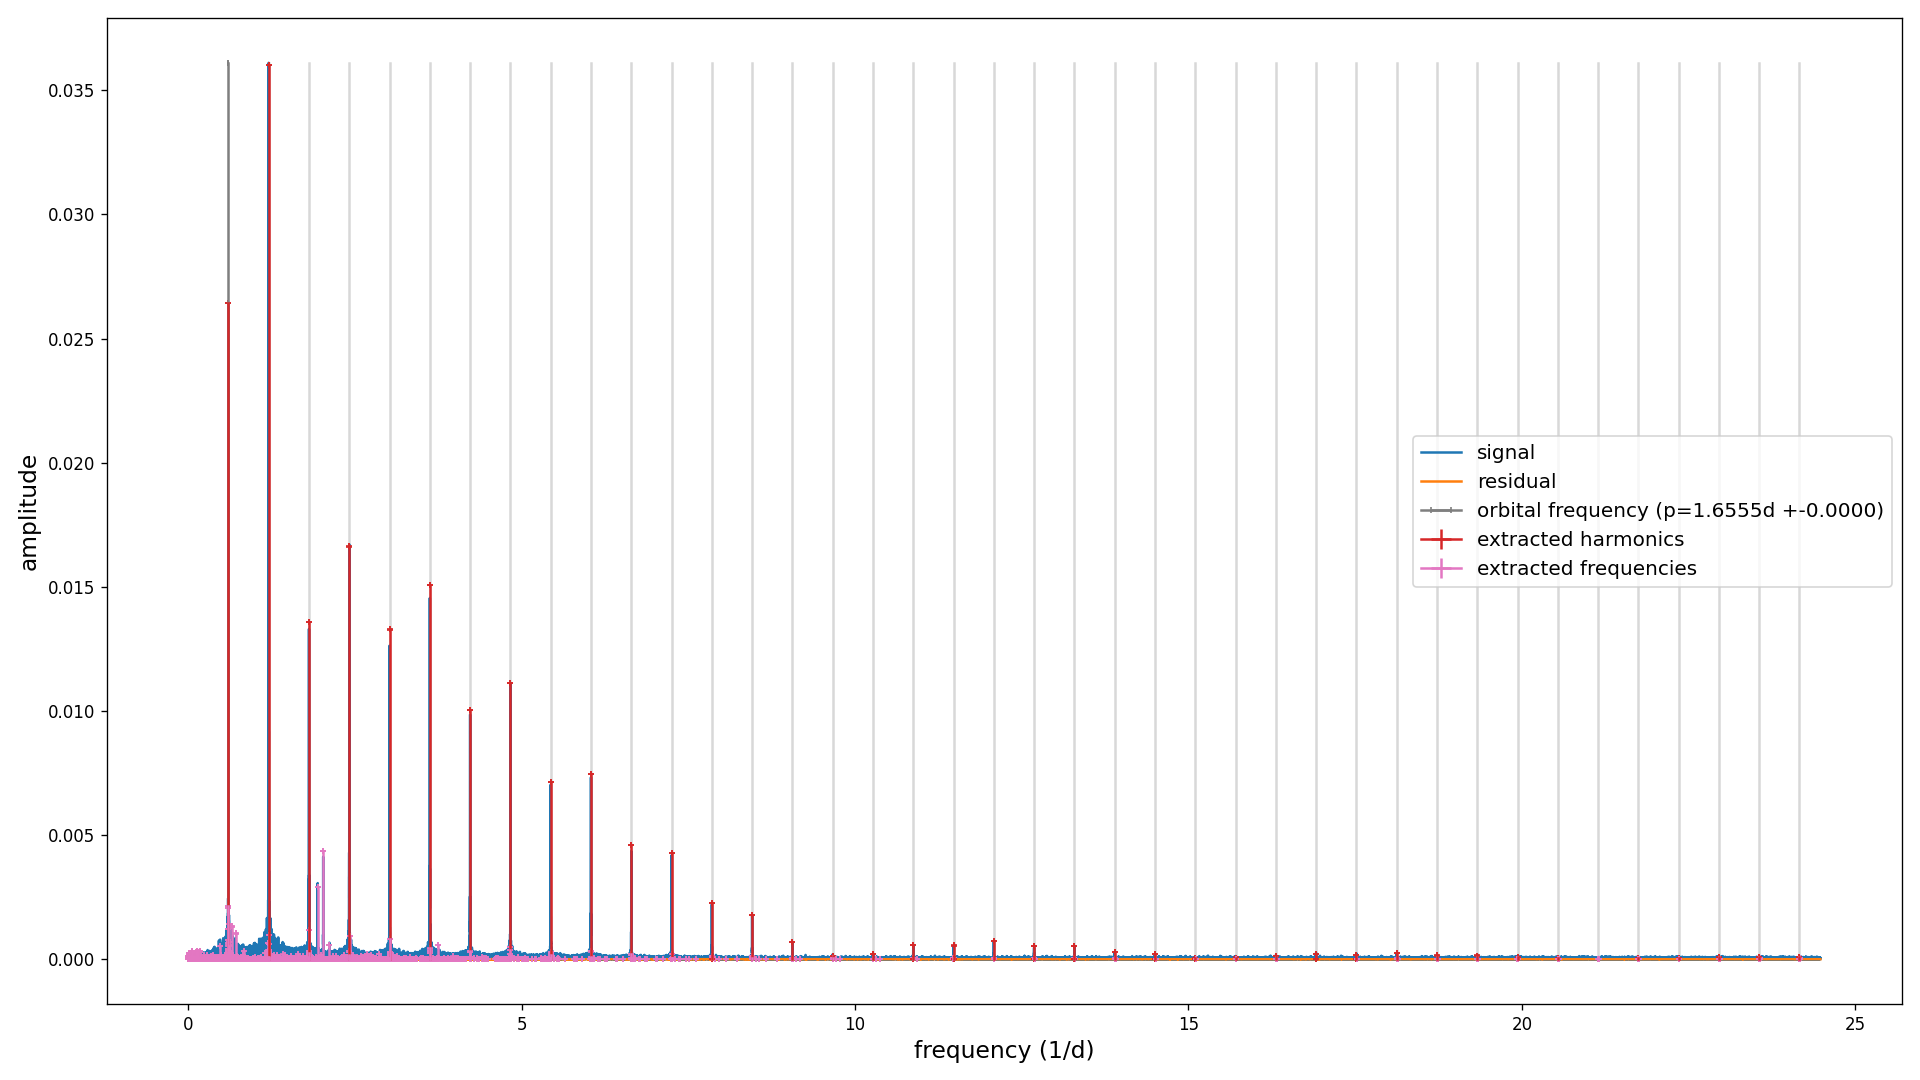 0.035
0.030
0.025
0.020
0.015
0.010
0.005
0.000
amplitude
0
5
10
15
20
25
frequency (1/d)
signal
residual
orbital frequency (p=1.6555d +-0.0000)
extracted harmonics
extracted frequencies